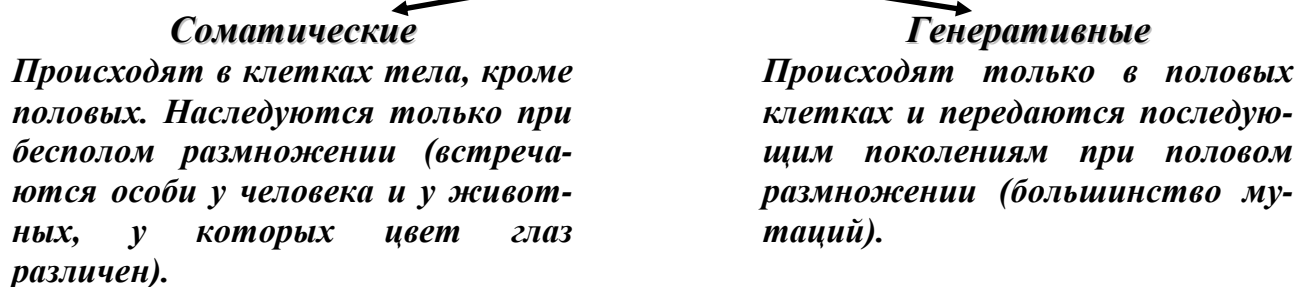 Соматические
Происходят в клетках тела, кроме
половых. Наследуются только при
бесполом размножении (встреча-
ются особи у человека и у живот-
ных, у которых цвет глаз
различен).
Генеративные
Происходят только в половых
клетках и передаются последую-
щим поколениям при половом
размножении (большинство му-
таций).